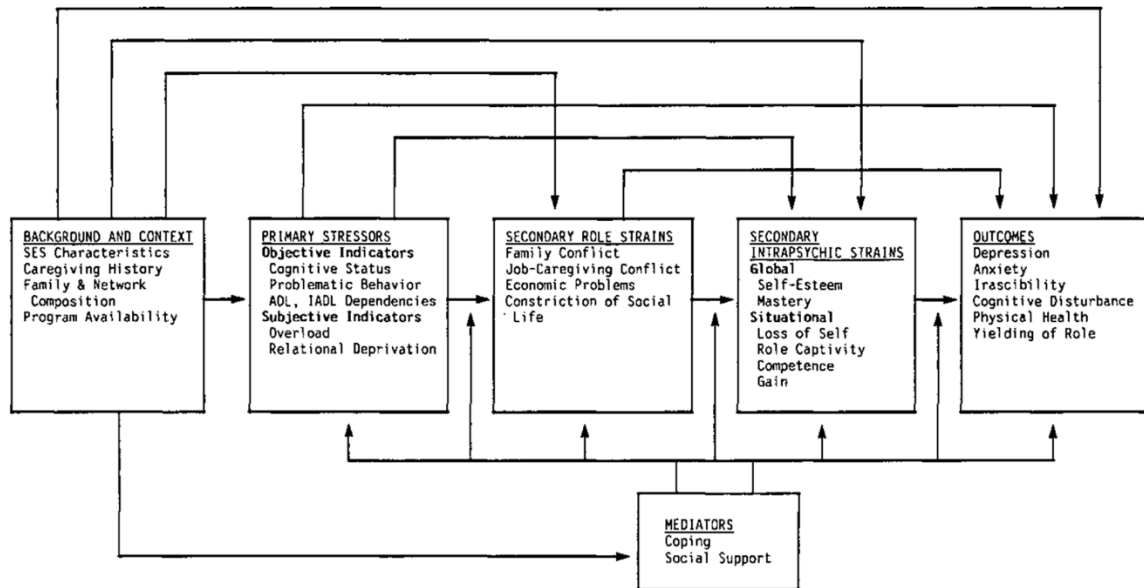 BACKGROUND AND CONTEXT
SES Characteristics
Caregiving History
Family & Network
Composition
Program Availability
PRIMARY STRESSORS
Objective Indicators
Cognitive Status
Problematic Behavior
ADL, IADL Dependencies
Subjective Indicators
Overload
Relational Deprivation
SECONDARY ROLE STRAINS
Family Conflict
Job-Caregiving Conflict
Economic Problems
Constriction of Social
Life
SECONDARY
INTRAPSYCHIC STRAINS
Global
Self-Esteem
Mastery
Situational
Loss of Self
Role Captivity
Competence
Gain
OUTCOMES
Depression
Anxiety
Irascibility
Cognitive Disturbance
Physical Health
Yielding of Role
MEDIATORS
Coping
Social Support